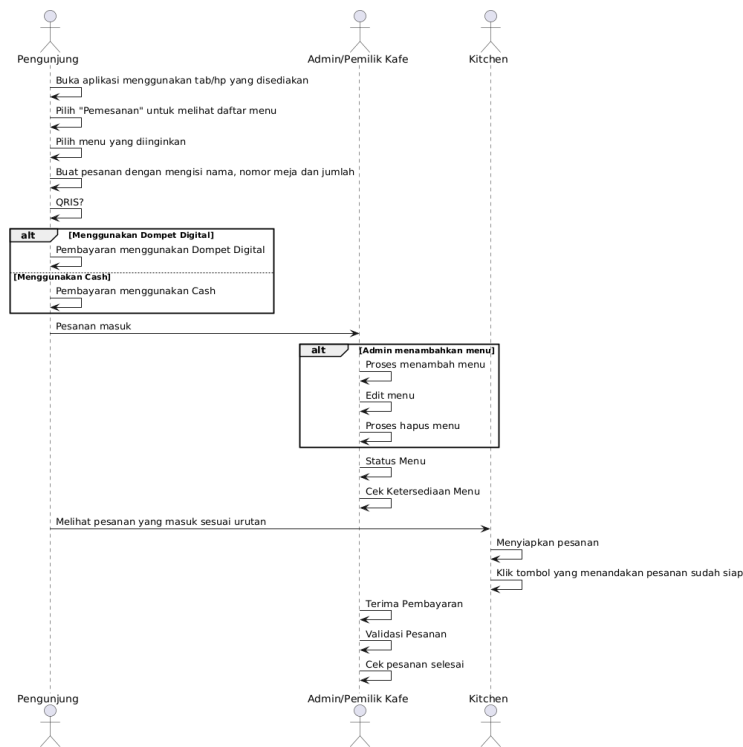 Pengunjung
Admin/Pemilik Kafe
Kitchen
Buka aplikasi menggunakan tab/hp yang disediakan
Pilih "Pemesanan" untuk melihat daftar menu
Pilih menu yang diinginkan
Buat pesanan dengan mengisi nama, nomor meja dan jumlah
QRIS?
alt [Menggunakan Dompet Digital]
Pembayaran menggunakan Dompet Digital
[Menggunakan Cash]
Pembayaran menggunakan Cash
Pesanan masuk
alt [Admin menambahkan menu]
Proses menambah menu
Edit menu
Proses hapus menu
Status Menu
Cek Ketersediaan Menu
Melihat pesanan yang masuk sesuai urutan
Menyiapkan pesanan
Klik tombol yang menandakan pesanan sudah siap
Terima Pembayaran
Validasi Pesanan
Cek pesanan selesai
Pengunjung
Admin/Pemilik Kafe
Kitchen